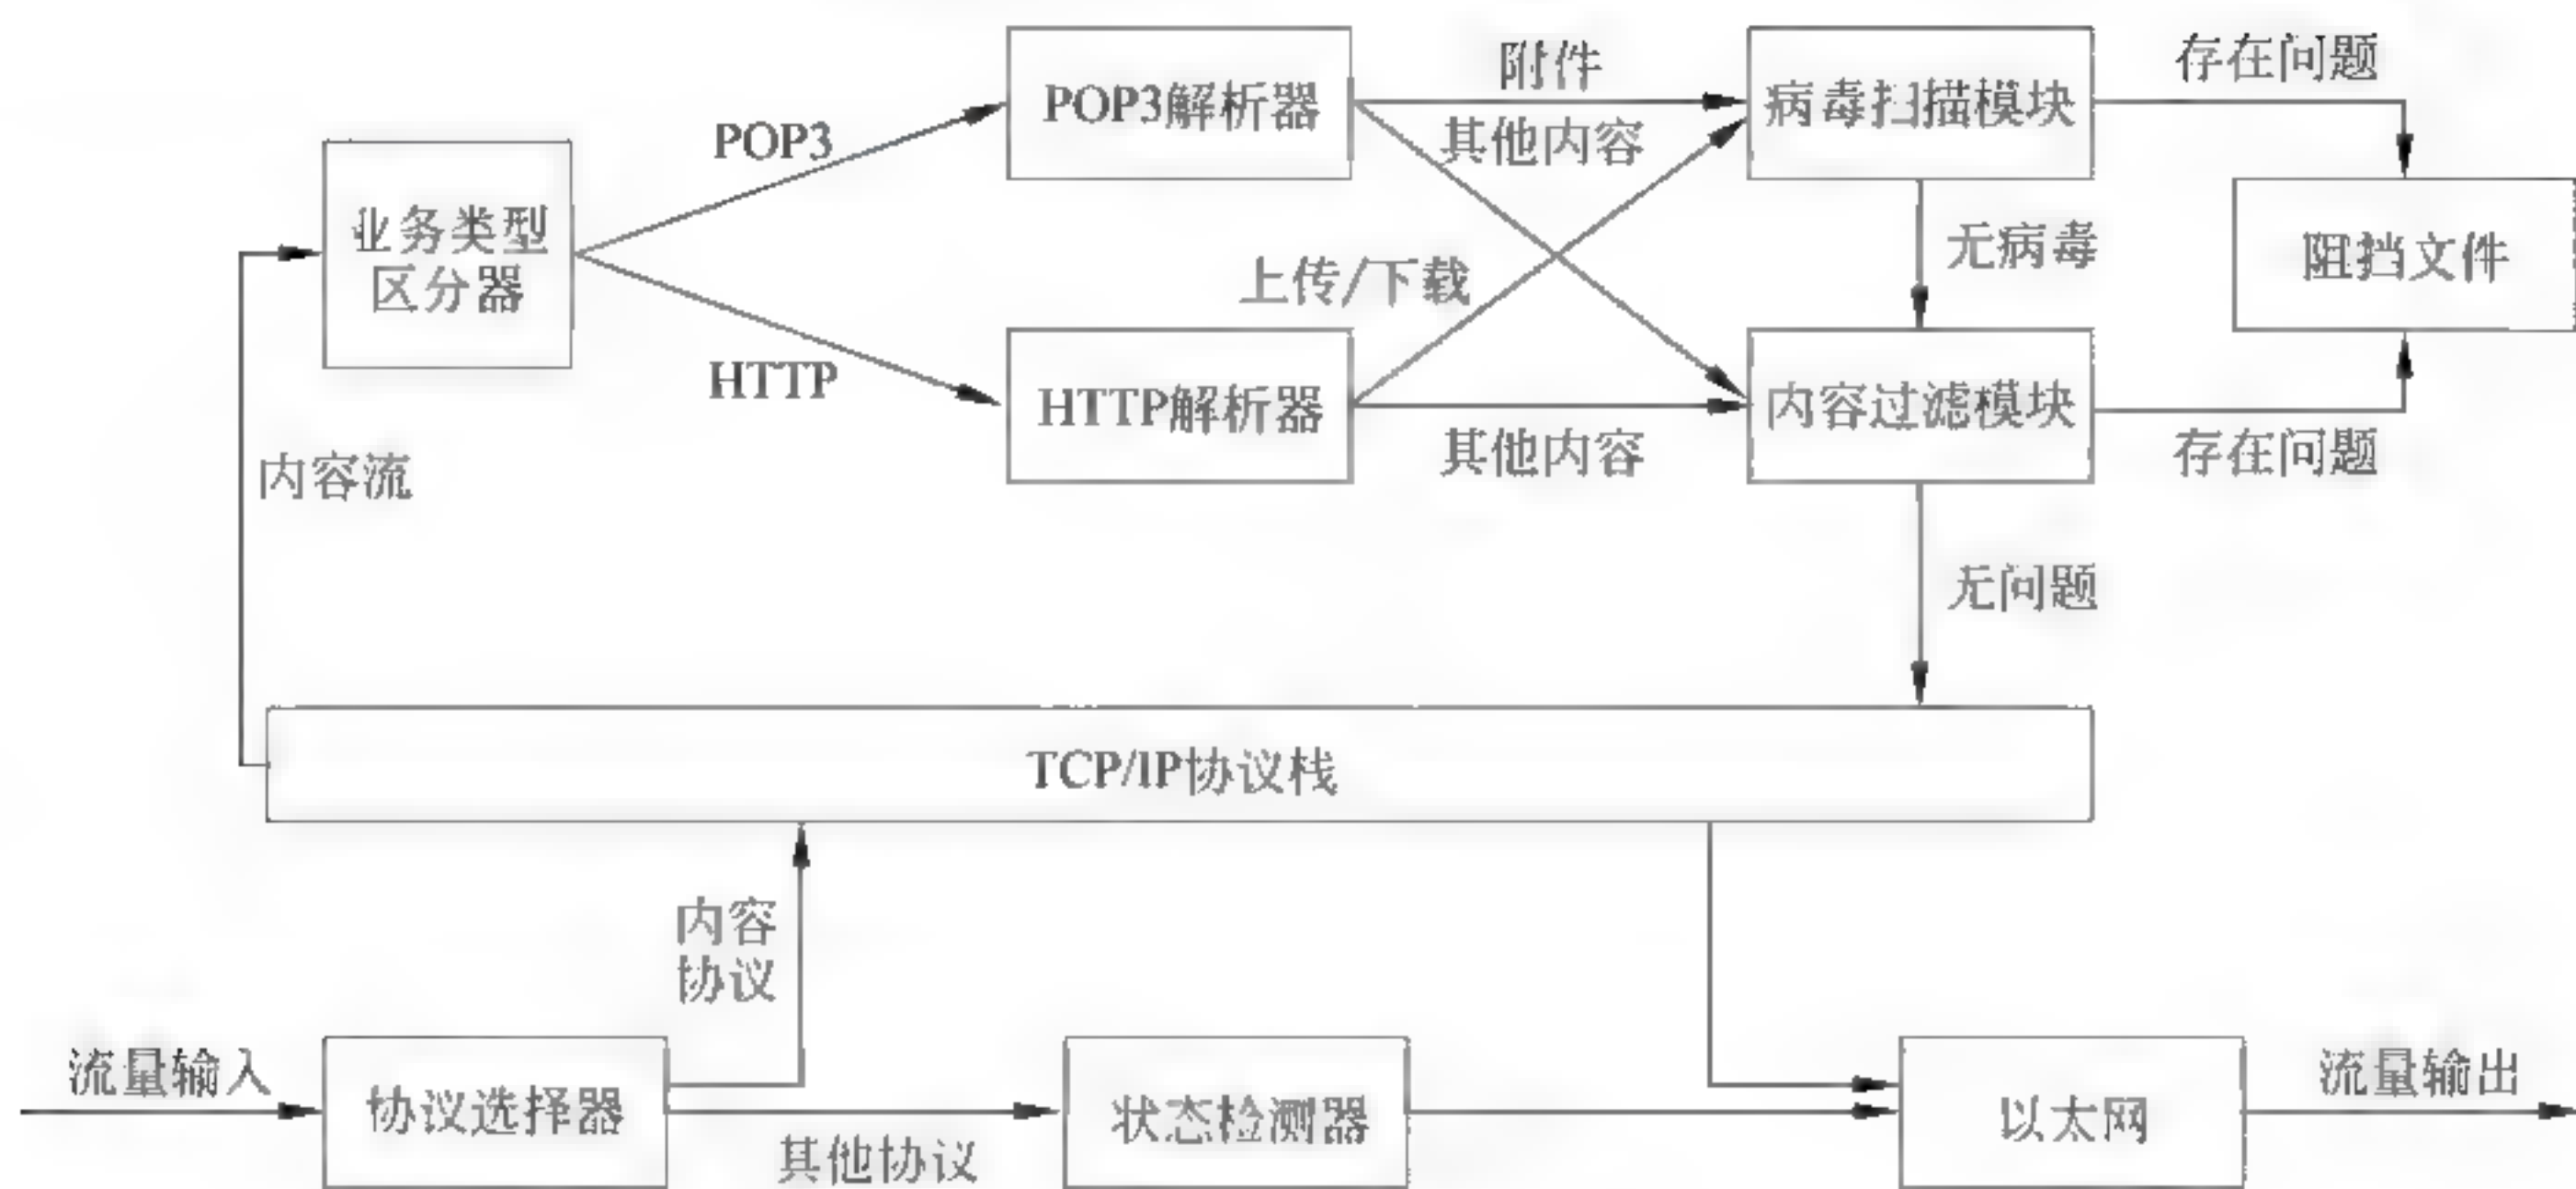 附件
存在问题
POP3解析器
病毒扫描模块
POP3
其他内容
业务类型
区分器
无病毒
阻挡文件
上传/下载
HTTP
HTTP解析器
内容过滤模块
内容流
其他内容
存在问题
无问题
TCP/IP协议栈
内容
协议
流量输入
协议选择器
其他协议
状态检测器
以太网
流量输出